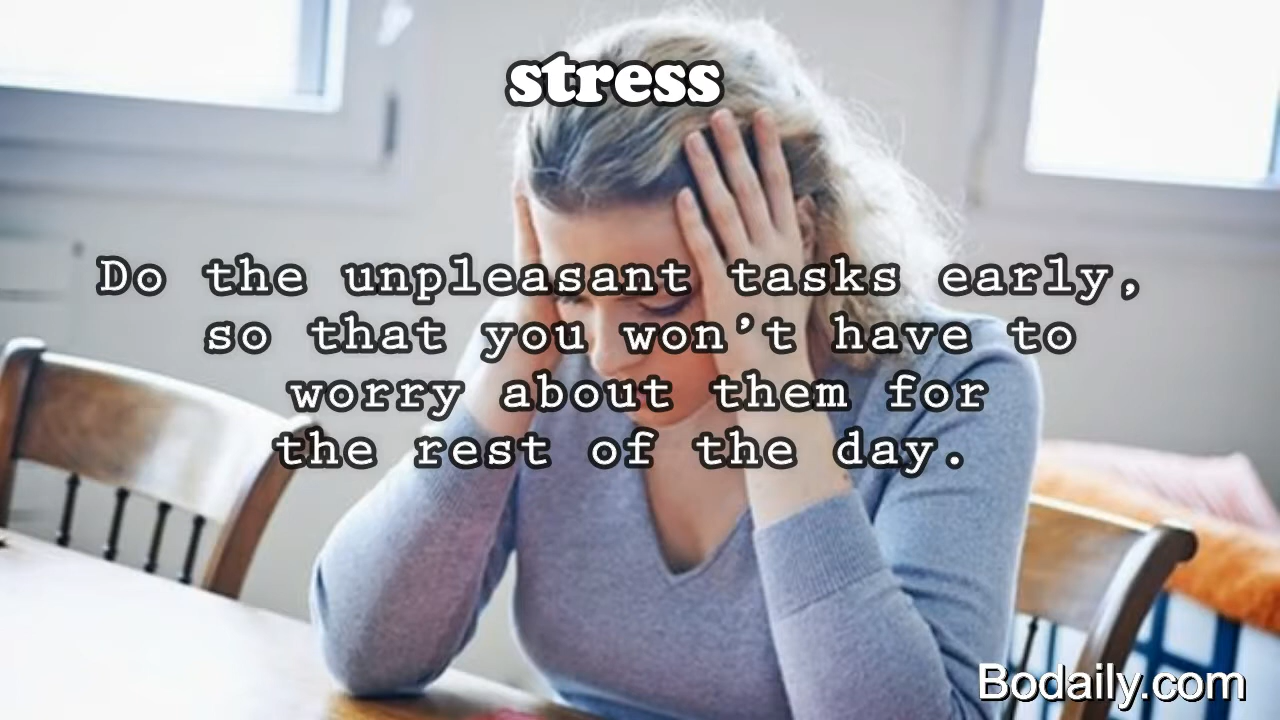 stress
Do the unpleasant tasks early,
so that you won’t have to
worry about them for
the rest of the day.
Bodaily.com